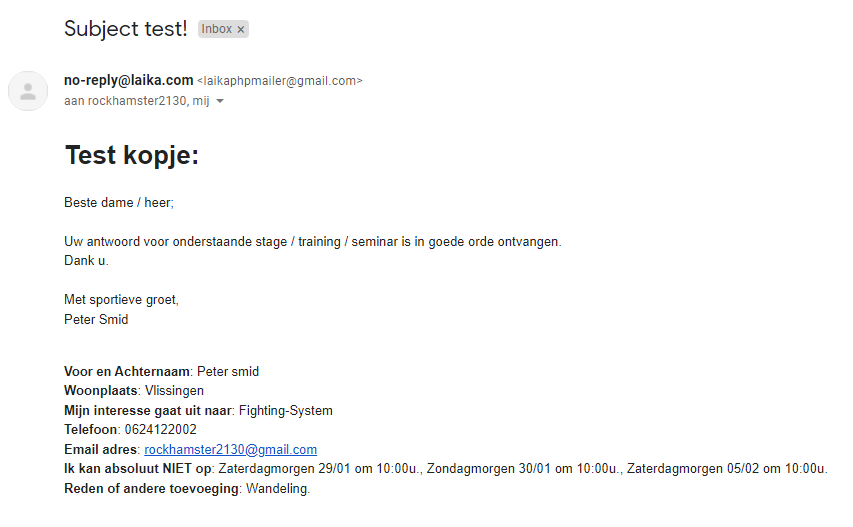 Subject test! Inbox ×
no-reply@laika.com <laikaphpmailer@gmail.com>
aan rockhamster2130, mij
Test kopje:
Beste dame / heer;
Uw antwoord voor onderstaande stage / training / seminar is in goede orde ontvangen.
Dank u.
Met sportieve groet,
Peter Smid
Voor en Achternaam: Peter smid
Woonplaats: Vlissingen
Mijn interesse gaat uit naar: Fighting-System
Telefoon: 0624122002
Email adres: rockhamster2130@gmail.com
Ik kan absoluut NIET op: Zaterdagmorgen 29/01 om 10:00u., Zondagmorgen 30/01 om 10:00u., Zaterdagmorgen 05/02 om 10:00u.
Reden of andere toevoeging: Wandeling.